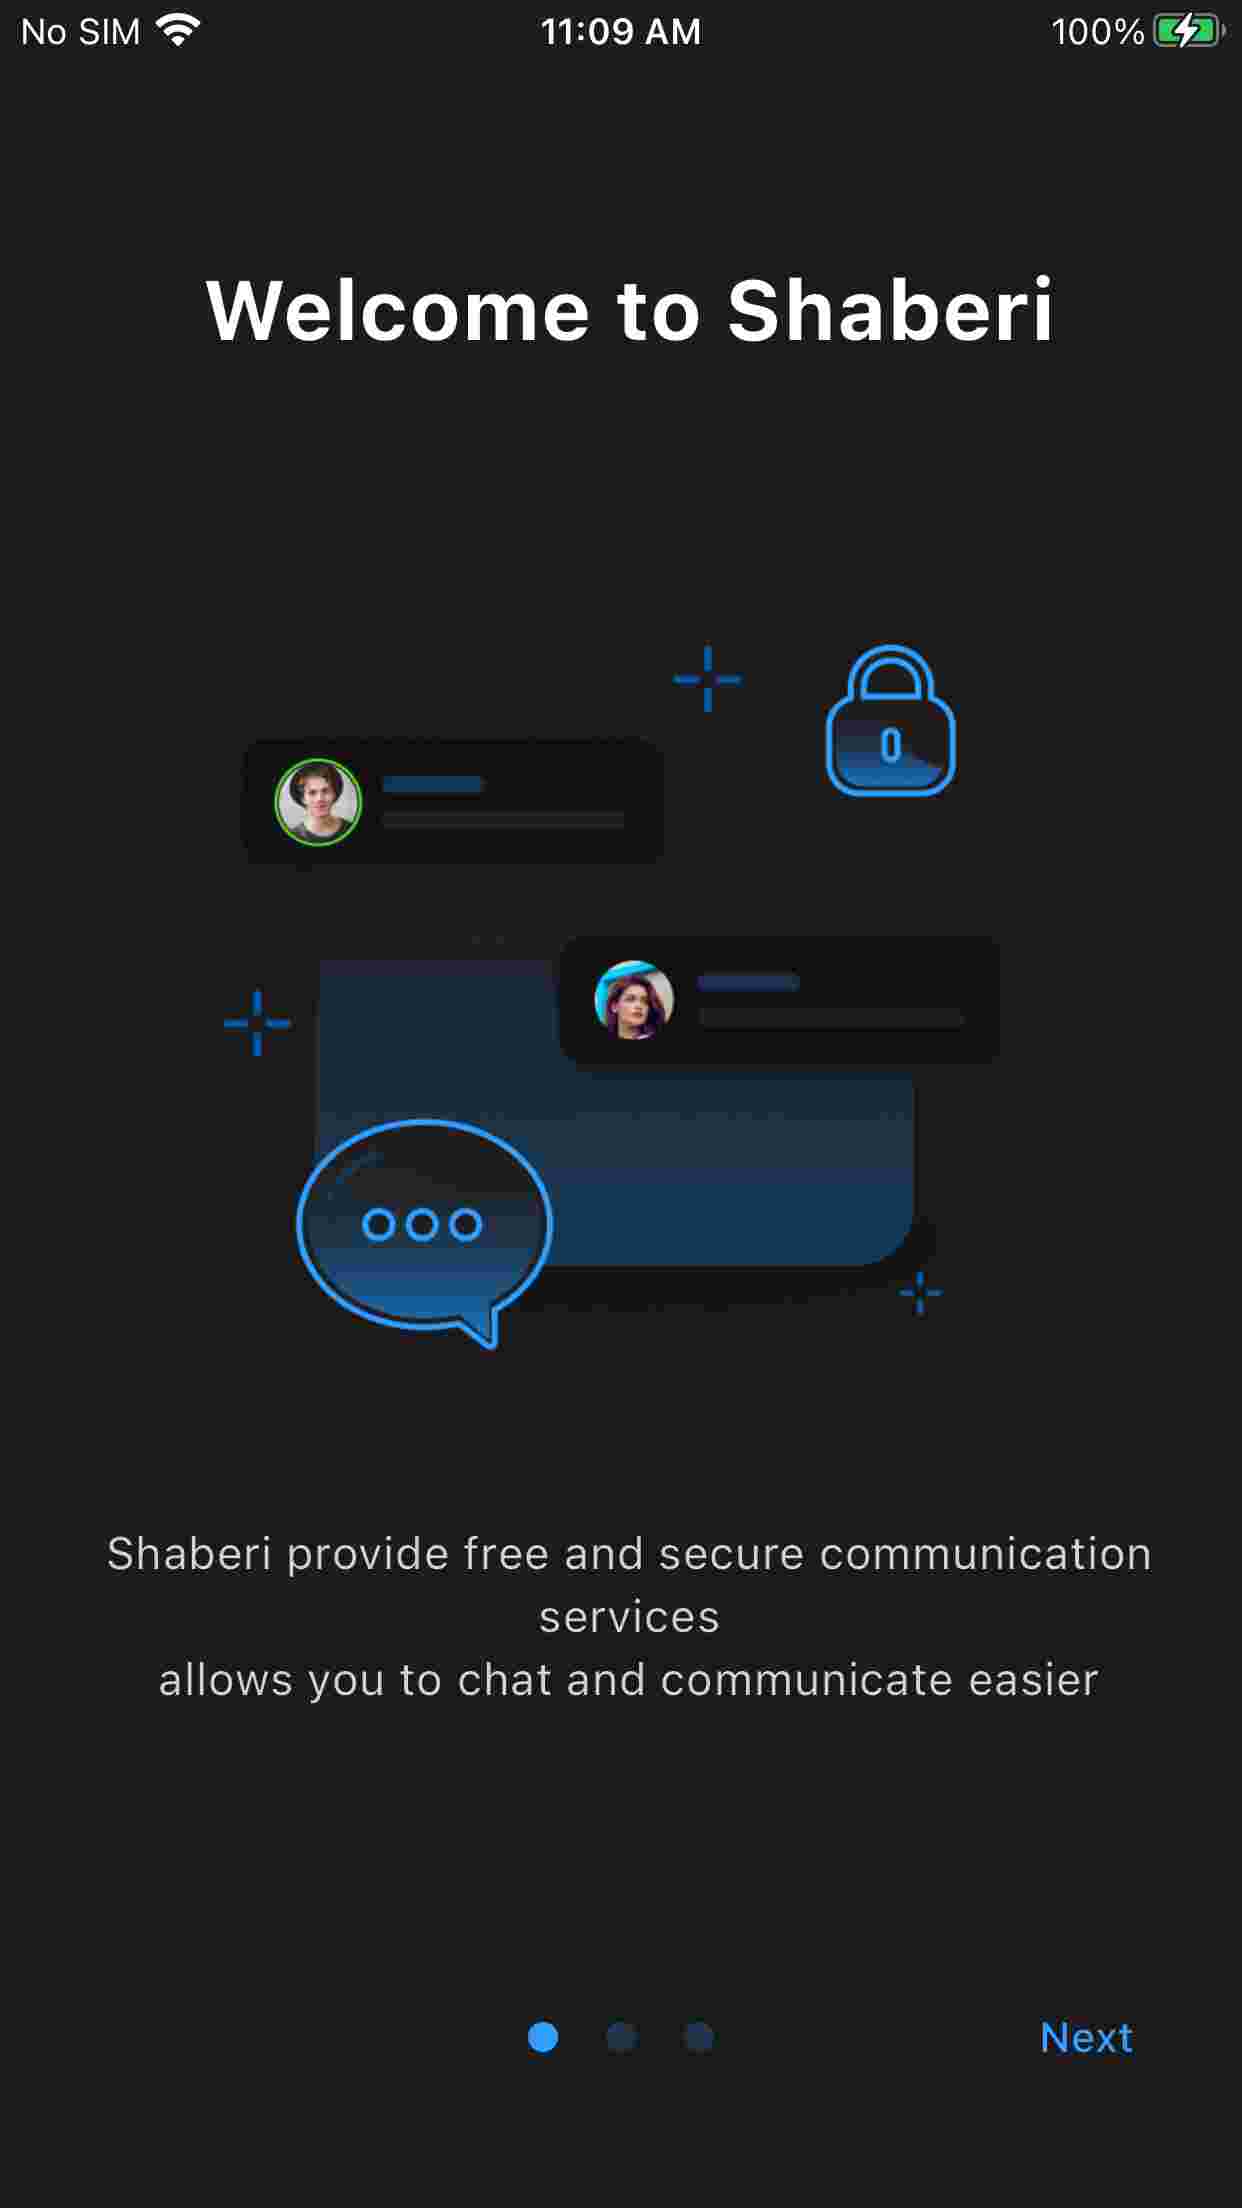 No SIM
11:09 AM
100%
Welcome to Shaberi
Shaberi provide free and secure communication
services
allows you to chat and communicate easier
Next